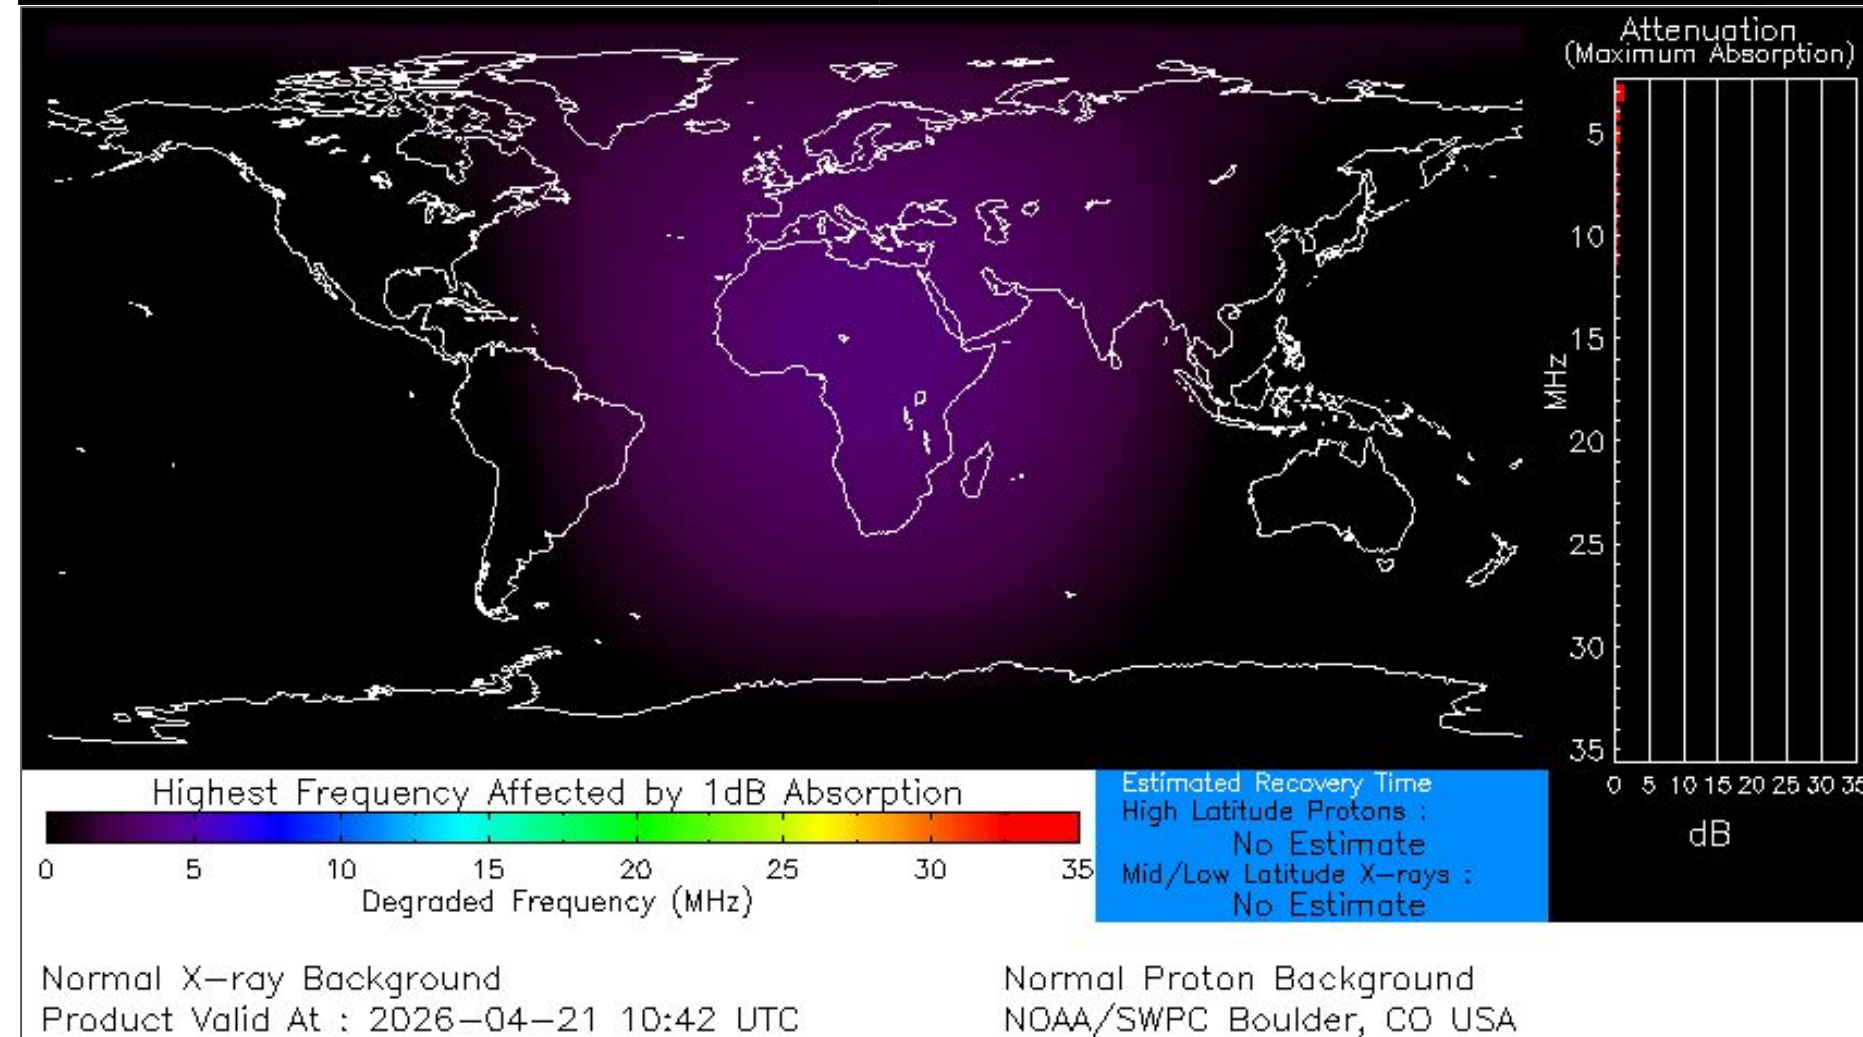 Attenuation
(Maximum Absorption)
5
10
15
20
25
30
35
MHz
0 5 10 15 20 25 30 35
dB
Highest Frequency Affected by 1dB Absorption
0 5 10 15 20 25 30 35
Degraded Frequency (MHz)
Estimated Recovery Time
High Latitude Protons :
No Estimate
Mid/Low Latitude X-rays :
No Estimate
Normal X-ray Background
Normal Proton Background
Product Valid At : 2026-04-21 10:42 UTC
NOAA/SWPC Boulder, CO USA